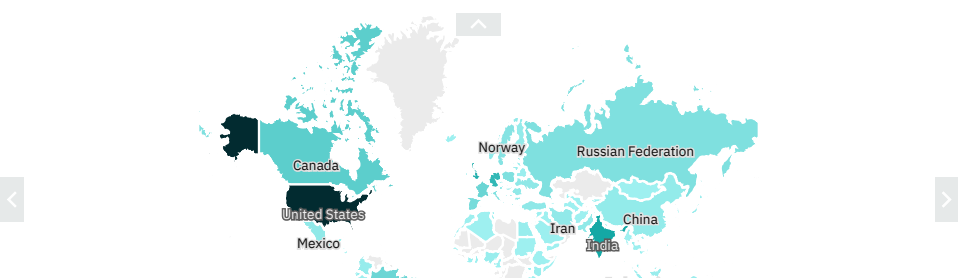 Norway
Russian Federation
Canada
United States
China
Iran
Mexico
India